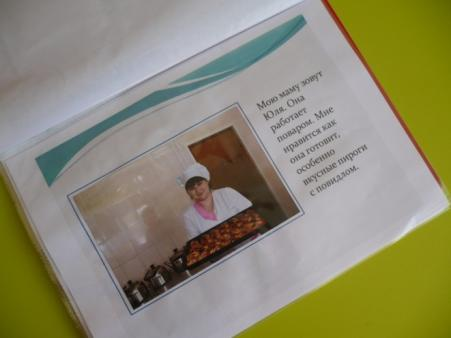 Мою маму зовут
Юля. Она
работает
поваром. Мне
нравится как
она готовит,
особенно
вкусные пироги
с повидлом.